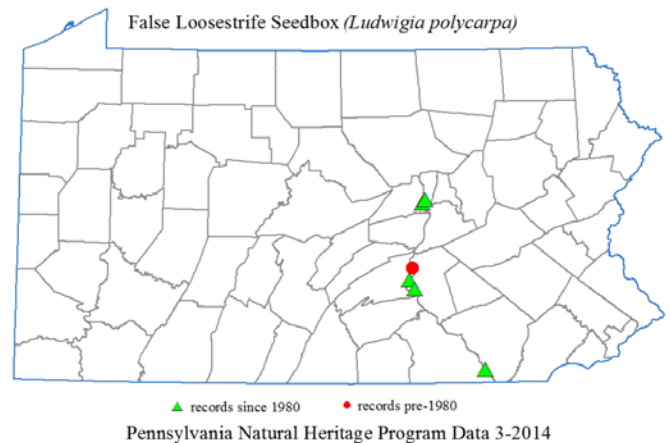 False Loosestrife Seedbox (Ludwigia polycarpa)
records since 1980 records pre-1980
Pennsylvania Natural Heritage Program Data 3-2014